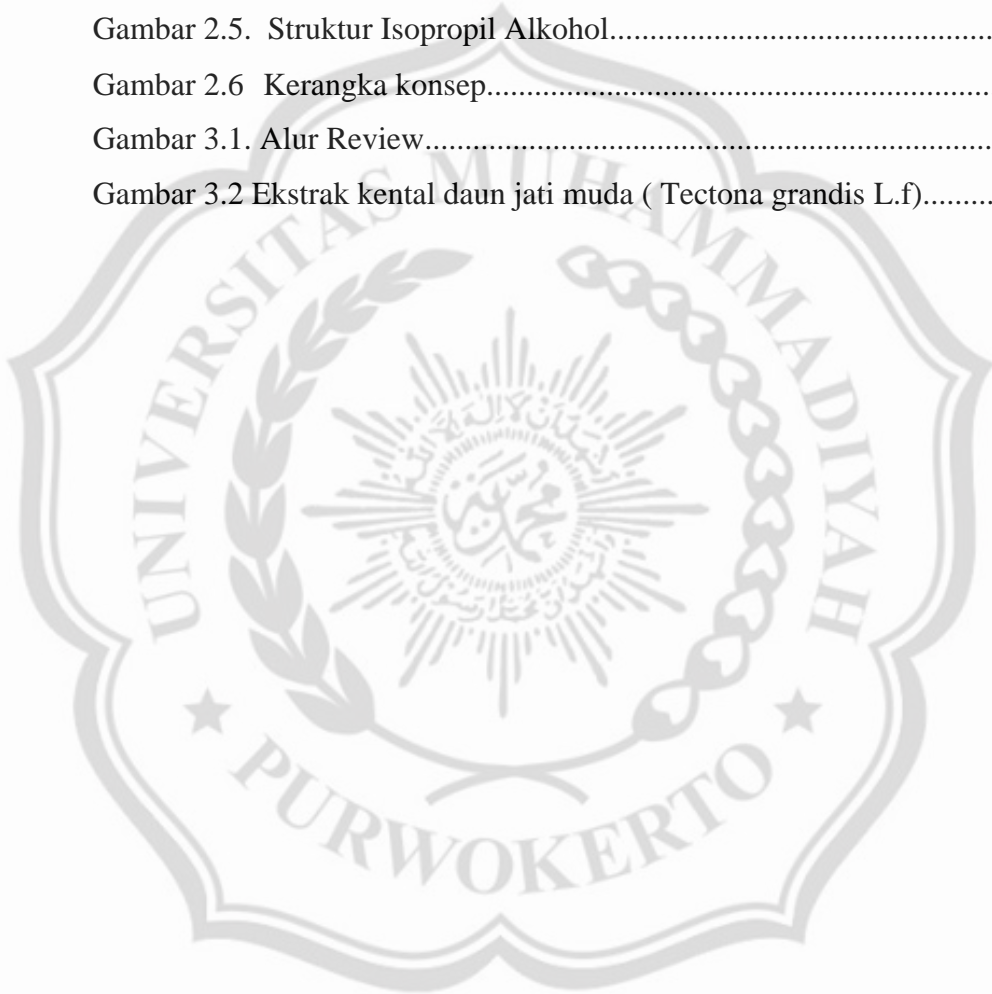 Gambar 2.5.  Struktur Isopropil Alkohol...............................................
Gambar 2.6  Kerangka konsep..............................................................
Gambar 3.1. Alur Review......................................................................
Gambar 3.2 Ekstrak kental daun jati muda ( Tectona grandis L.f).........
UNIVERSITAS MUHAMMADIYAH
PURWOKERTO